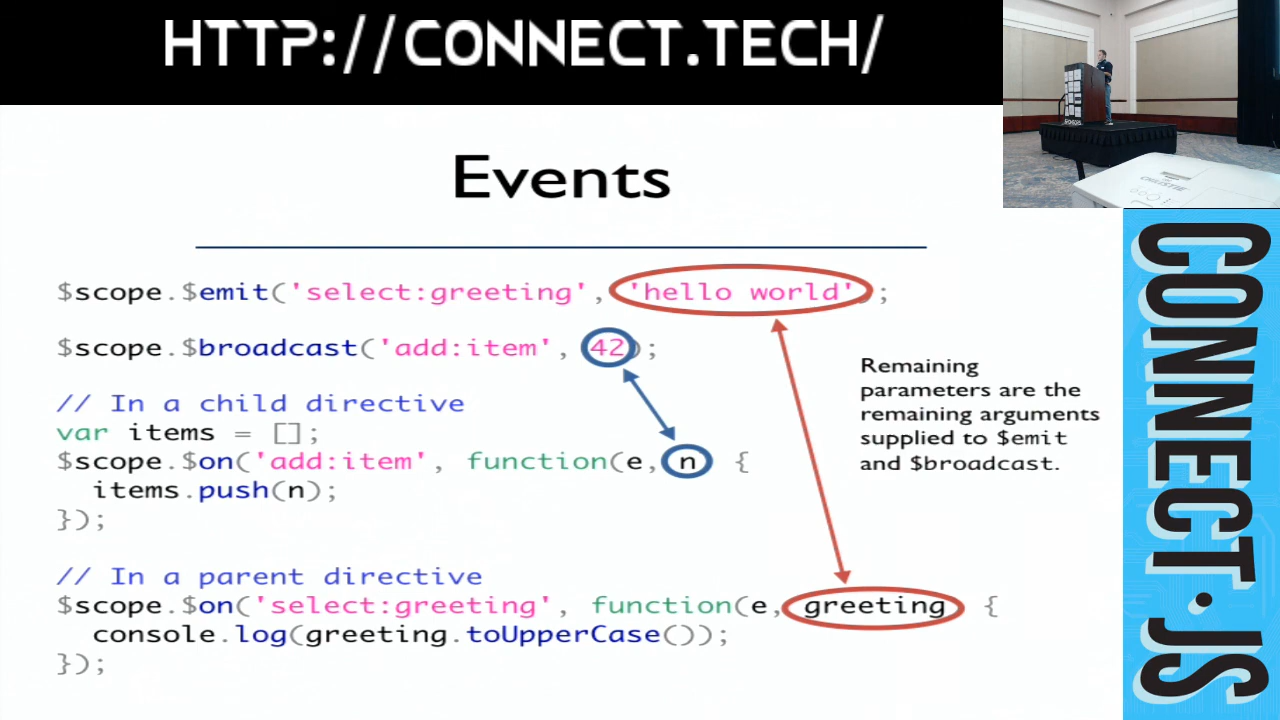 HTTP://CONNECT.TECH/
Events
$scope.$emit('select:greeting', 'hello world');
$scope.$broadcast('add:item', 42);
// In a child directive
var items = [];
$scope.$on('add:item', function(e, n {
items.push(n);
});
// In a parent directive
$scope.$on('select:greeting', function(e, greeting {
console.log(greeting.toUpperCase());
});
Remaining
parameters are the
remaining arguments
supplied to $emit
and $broadcast.
CHRISTIE
CONNECT.JS